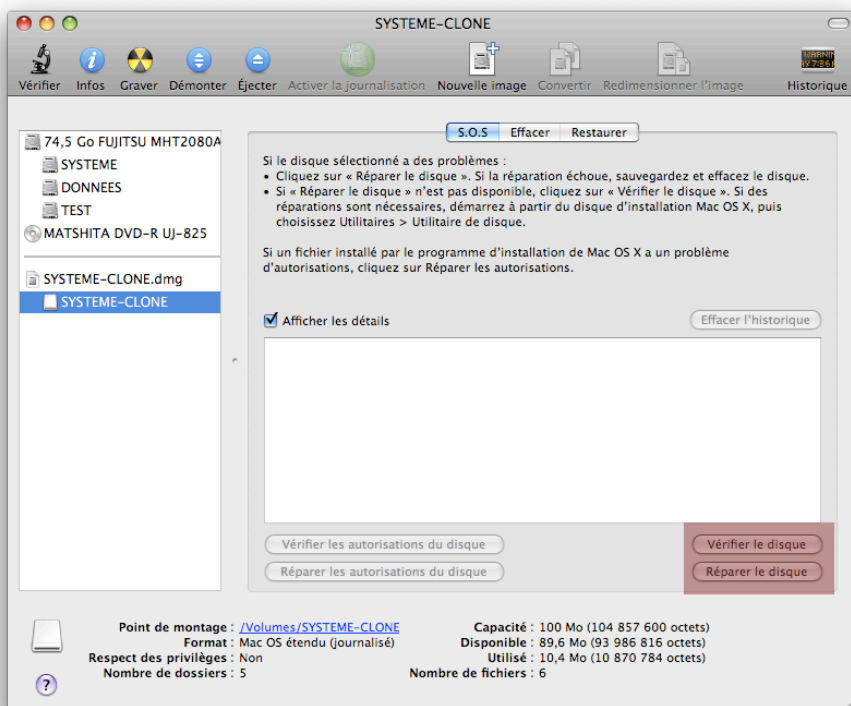 SYSTEME-CLONE
Vérifier Infos Graver Démonter Éjecter Activer la journalisation Nouvelle image Convertir Redimensionner l'image Historique
74,5 Go FUJITSU MHT2080A
SYSTEME
DONNEES
TEST
MATSHITA DVD-R UJ-825
SYSTEME-CLONE.dmg
SYSTEME-CLONE
S.O.S Effacer Restaurer
Si le disque sélectionné a des problèmes :
• Cliquez sur « Réparer le disque ». Si la réparation échoue, sauvegardez et effacez le disque.
• Si « Réparer le disque » n'est pas disponible, cliquez sur « Vérifier le disque ». Si des
réparations sont nécessaires, démarrez à partir du disque d'installation Mac OS X, puis
choisissez Utilitaires > Utilitaire de disque.
Si un fichier installé par le programme d'installation de Mac OS X a un problème
d'autorisations, cliquez sur Réparer les autorisations.
Afficher les détails
Effacer l'historique
Vérifier les autorisations du disque
Vérifier le disque
Réparer les autorisations du disque
Réparer le disque
Point de montage : /Volumes/SYSTEME-CLONE
Format : Mac OS étendu (journalisé)
Respect des privilèges : Non
Nombre de dossiers : 5
Capacité : 100 Mo (104 857 600 octets)
Disponible : 89,6 Mo (93 986 816 octets)
Utilisé : 10,4 Mo (10 870 784 octets)
Nombre de fichiers : 6
?